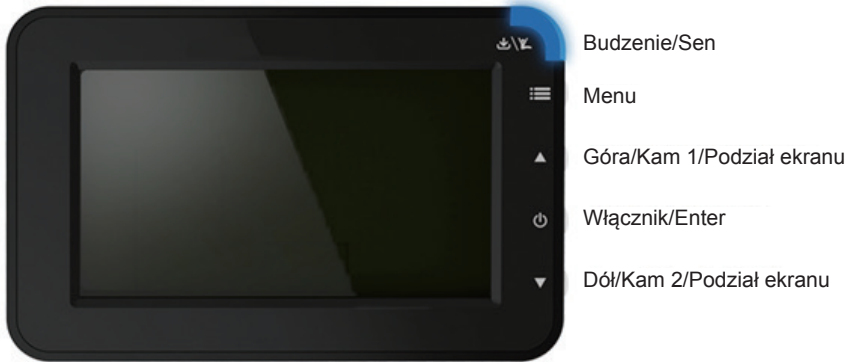 Budzenie/Sen
Menu
Góra/Kam 1/Podział ekranu
Włącznik/Enter
Dół/Kam 2/Podział ekranu